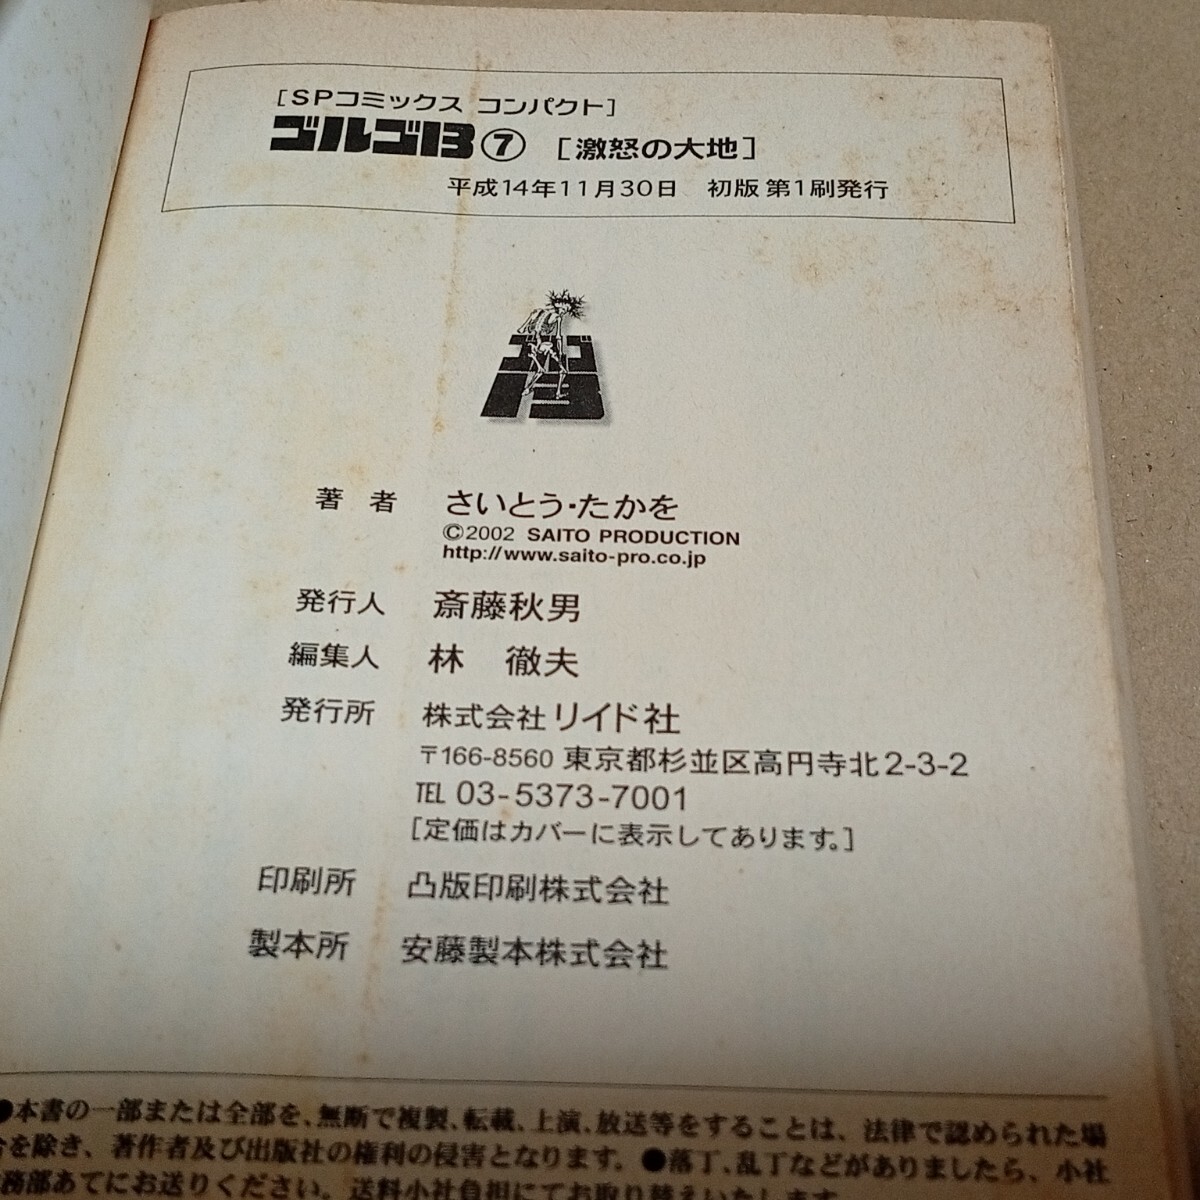 [SPコミックス コンパクト]
ゴルゴ13⑦ [激怒の大地]
平成14年11月30日 初版 第1刷発行
ゴルゴ
13
著者 さいとう・たかを
©2002 SAITO PRODUCTION
http://www.saito-pro.co.jp
発行人 斎藤秋男
編集人 林 徹夫
発行所 株式会社リイド社
〒166-8560 東京都杉並区高円寺北2-3-2
TEL 03-5373-7001
[定価はカバーに表示してあります。]
印刷所 凸版印刷株式会社
製本所 安藤製本株式会社
●本書の一部または全部を、無断で複製、転載、上演、放送等をすることは、法律で認められた場
合を除き、著作者及び出版社の権利の侵害となります。●落丁、乱丁などがありましたら、小社
務部あてにお送りください。送料小社負担にてお取り替えいたします。